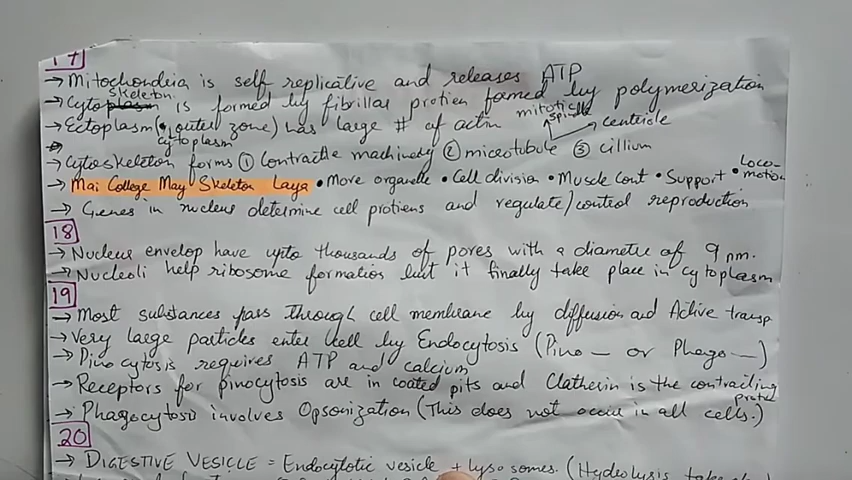 17
→ Mitochondria is self replicative and releases ATP
→ Cytoskeleton is formed by fibrillar protien formed by polymerization
→ Ectoplasm (outer zone) has large # of actin mitotic spindle centriole
cytoplasm
→ Cytoskeleton forms ① Contractile machinery ② microtubule ③ cillium
→ Mai College May Skeleton Laya • Move organelle • Cell division • Muscle Cont • Support • Locomotion
→ Genes in nucleus determine cell protiens and regulate/control reproduction
18
→ Nucleus envelop have upto thousands of pores with a diameter of 9 nm.
→ Nucleoli help ribosome formation but it finally take place in cytoplasm
19
→ Most substances pass through cell membrane by diffusion and Active transp.
→ Very large particles enter cell by Endocytosis (Pino — or Phago —)
→ Pinocytosis requires ATP and calcium
→ Receptors for pinocytosis are in coated pits and Clatherin is the contractiling protei
→ Phagocytosis involves Opsonization (This does not occur in all cells.)
20
→ DIGESTIVE VESICLE = Endocytotic vesicle + lysosomes. (Hydrolysis take